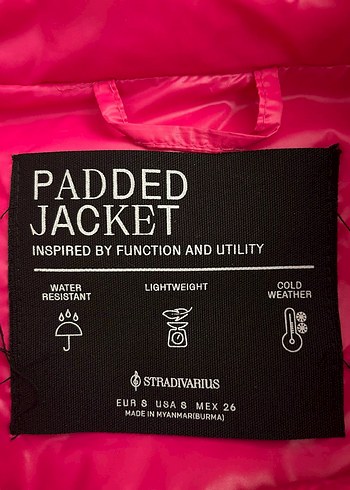 PADDED
JACKET
INSPIRED BY FUNCTION AND UTILITY
WATER
RESISTANT
LIGHTWEIGHT
COLD
WEATHER
STRADIVARIUS
EUR S USA S MEX 26
MADE IN MYANMAR(BURMA)